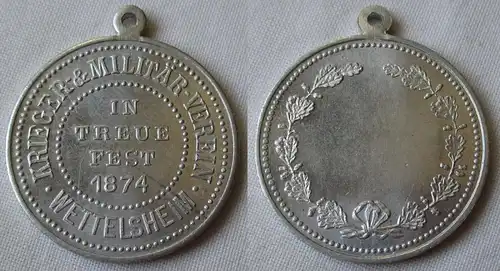 KRIEGER & MILITÄR-VEREIN
IN
TREUE
FEST
1874
· WETTELSHEIM ·